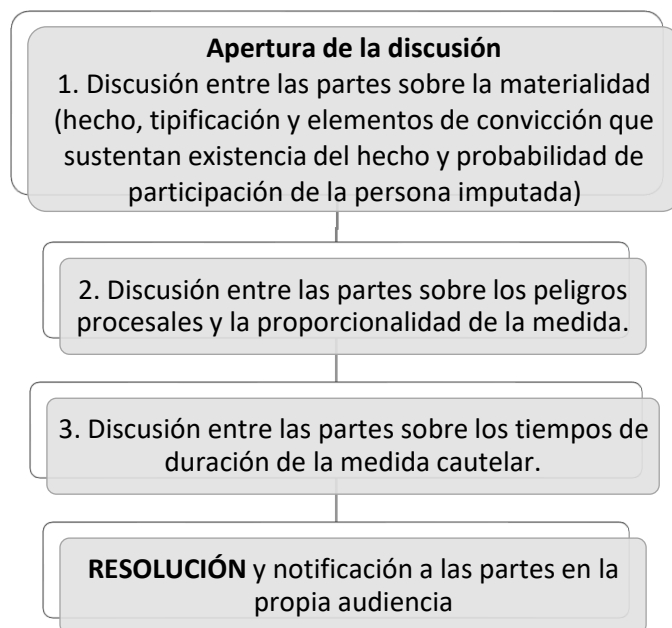 Apertura de la discusión
1. Discusión entre las partes sobre la materialidad
(hecho, tipificación y elementos de convicción que
sustentan existencia del hecho y probabilidad de
participación de la persona imputada)
2. Discusión entre las partes sobre los peligros
procesales y la proporcionalidad de la medida.
3. Discusión entre las partes sobre los tiempos de
duración de la medida cautelar.
RESOLUCIÓN y notificación a las partes en la
propia audiencia